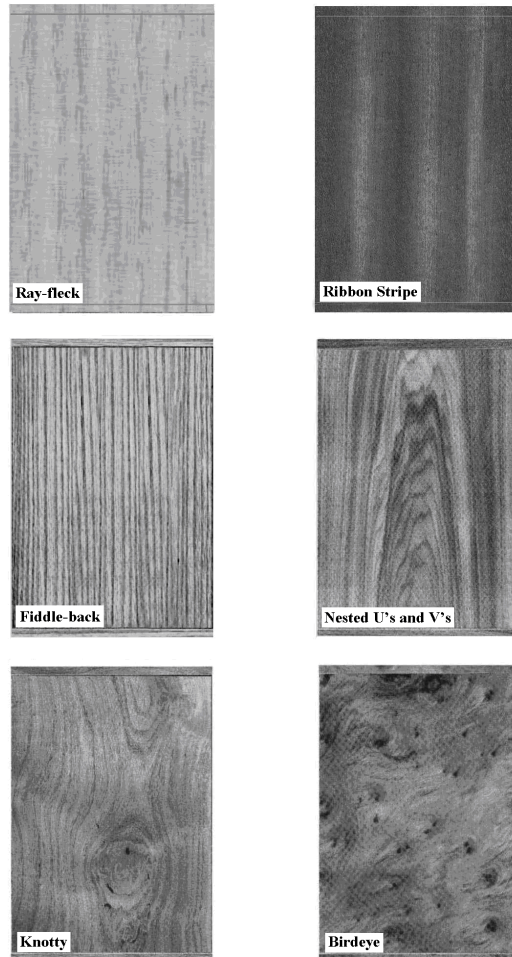 Ray-fleck
Ribbon Stripe
Fiddle-back
Nested U's and V's
Knotty
Birdeye